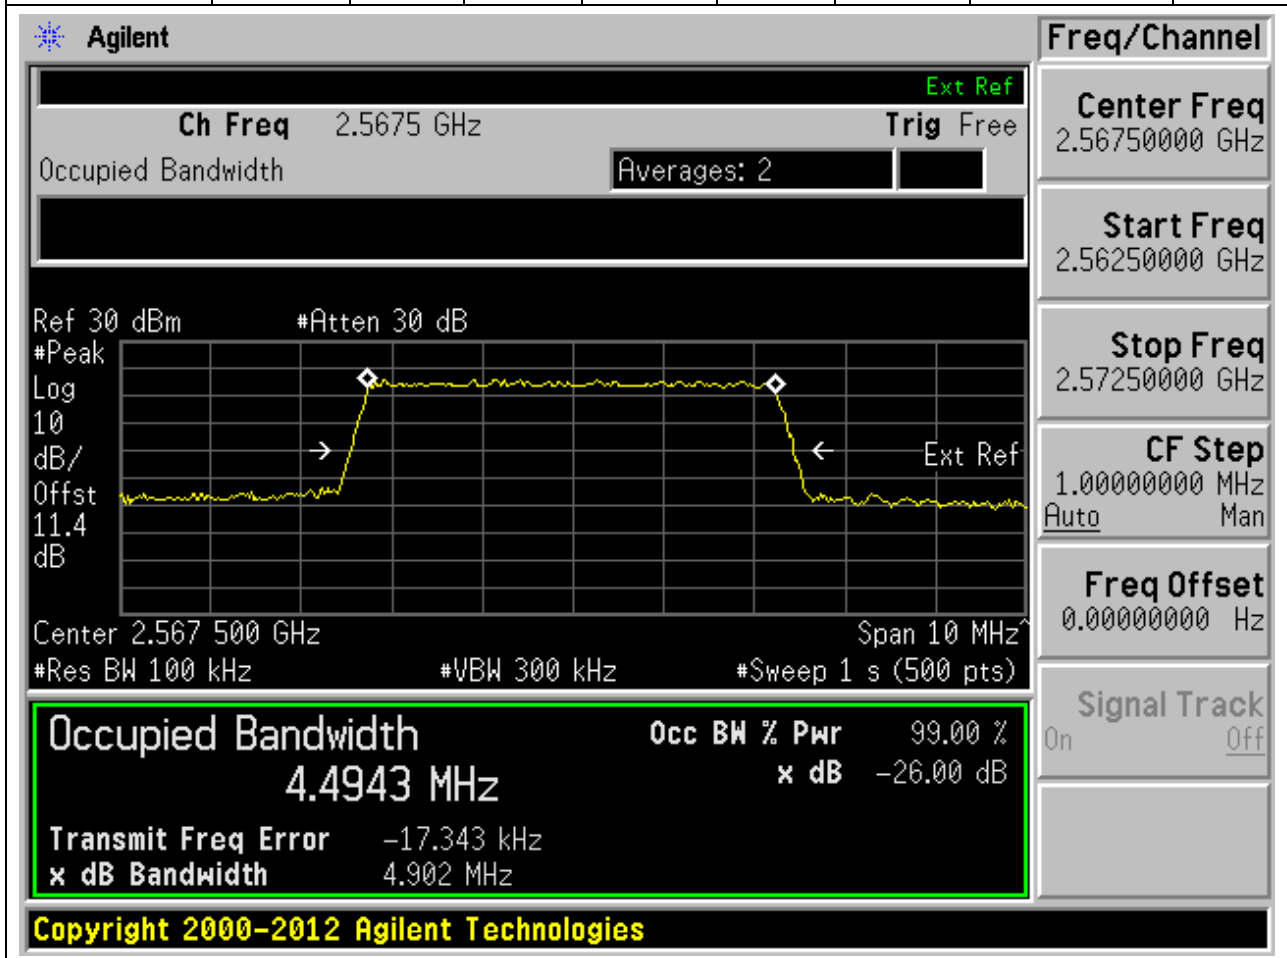 Agilent
Freq/Channel
Ext Ref
Ch Freq 2.5675 GHz Trig Free
Occupied Bandwidth Averages: 2
Center Freq
2.56750000 GHz
Start Freq
2.56250000 GHz
Stop Freq
2.57250000 GHz
CF Step
1.00000000 MHz
Auto Man
Freq Offset
0.00000000 Hz
Signal Track
On Off
Ref 30 dBm #Atten 30 dB
#Peak
Log
10
dB/
Offst
11.4
dB
Ext Ref
Center 2.567 500 GHz Span 10 MHz^
#Res BW 100 kHz #VBW 300 kHz #Sweep 1 s (500 pts)
Occupied Bandwidth Occ BW % Pwr 99.00 %
4.4943 MHz x dB -26.00 dB
Transmit Freq Error -17.343 kHz
x dB Bandwidth 4.902 MHz
Copyright 2000-2012 Agilent Technologies